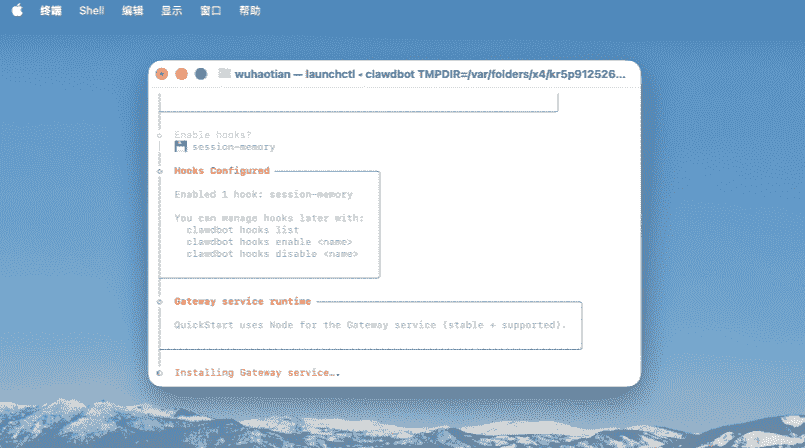 终端 Shell 编辑 显示 窗口 帮助
wuhaotian — launchctl ◂ clawdbot TMPDIR=/var/folders/x4/kr5p912526...
Enable hooks?
session-memory
Hooks Configured
Enabled 1 hook: session-memory
You can manage hooks later with:
clawdbot hooks list
clawdbot hooks enable <name>
clawdbot hooks disable <name>
Gateway service runtime
QuickStart uses Node for the Gateway service (stable + supported).
Installing Gateway service…